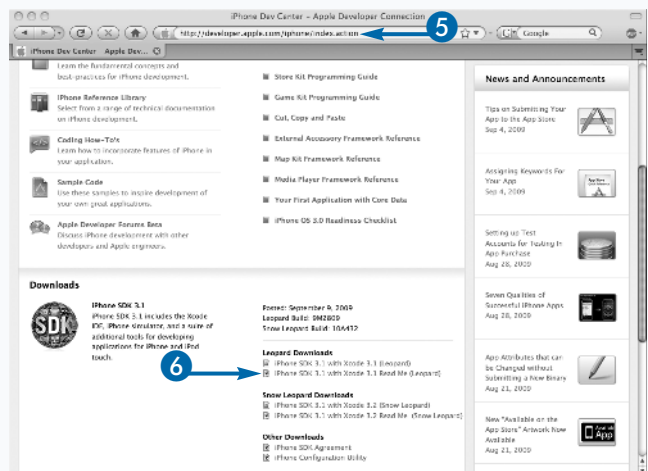 iPhone Dev Center – Apple Developer Connection
http://developer.apple.com/iphone/index.action
5
Google
iPhone Dev Center – Apple Dev...
Learn the fundamental concepts and
best-practices for iPhone development.
iPhone Reference Library
Select from a range of technical documentation
on iPhone development.
Coding How-To's
Learn how to incorporate features of iPhone in
your application.
Sample Code
Use these samples to inspire development of
your own great applications.
Apple Developer Forums Beta
Discuss iPhone development with other
developers and Apple engineers.
Store Kit Programming Guide
Game Kit Programming Guide
Cut, Copy and Paste
External Accessory Framework Reference
Map Kit Framework Reference
Media Player Framework Reference
Your First Application with Core Data
iPhone OS 3.0 Readiness Checklist
News and Announcements
Tips on Submitting Your
App to the App Store
Sep 4, 2009
Assigning Keywords For
Your App
Sep 4, 2009
App Store
Setting up Test
Accounts for Testing In
App Purchase
Aug 28, 2009
Seven Qualities of
Successful iPhone Apps
Aug 28, 2009
App Attributes that can
be Changed without
Submitting a New Binary
Aug 21, 2009
New "Available on the
App Store" Artwork Now
Available
Aug 21, 2009
App
Downloads
SDK
iPhone SDK 3.1
iPhone SDK 3.1 includes the Xcode
IDE, iPhone simulator, and a suite of
additional tools for developing
applications for iPhone and iPod
touch.
6
Posted: September 9, 2009
Leopard Build: 9M2809
Snow Leopard Build: 10A432
Leopard Downloads
iPhone SDK 3.1 with Xcode 3.1 (Leopard)
iPhone SDK 3.1 with Xcode 3.1 Read Me (Leopard)
Snow Leopard Downloads
iPhone SDK 3.1 with Xcode 3.2 (Snow Leopard)
iPhone SDK 3.1 with Xcode 3.2 Read Me (Snow Leopard)
Other Downloads
iPhone SDK Agreement
iPhone Configuration Utility